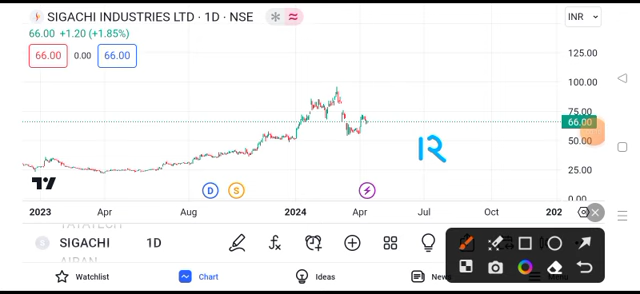 SIGACHI INDUSTRIES LTD · 1D · NSE
INR
66.00 +1.20 (+1.85%)
66.00 0.00 66.00
125.00
100.00
75.00
66.00
50.00
25.00
0.00
D S
2023 Apr Aug 2024 Apr Jul Oct 202
SIGACHI 1D
Watchlist Chart Ideas News